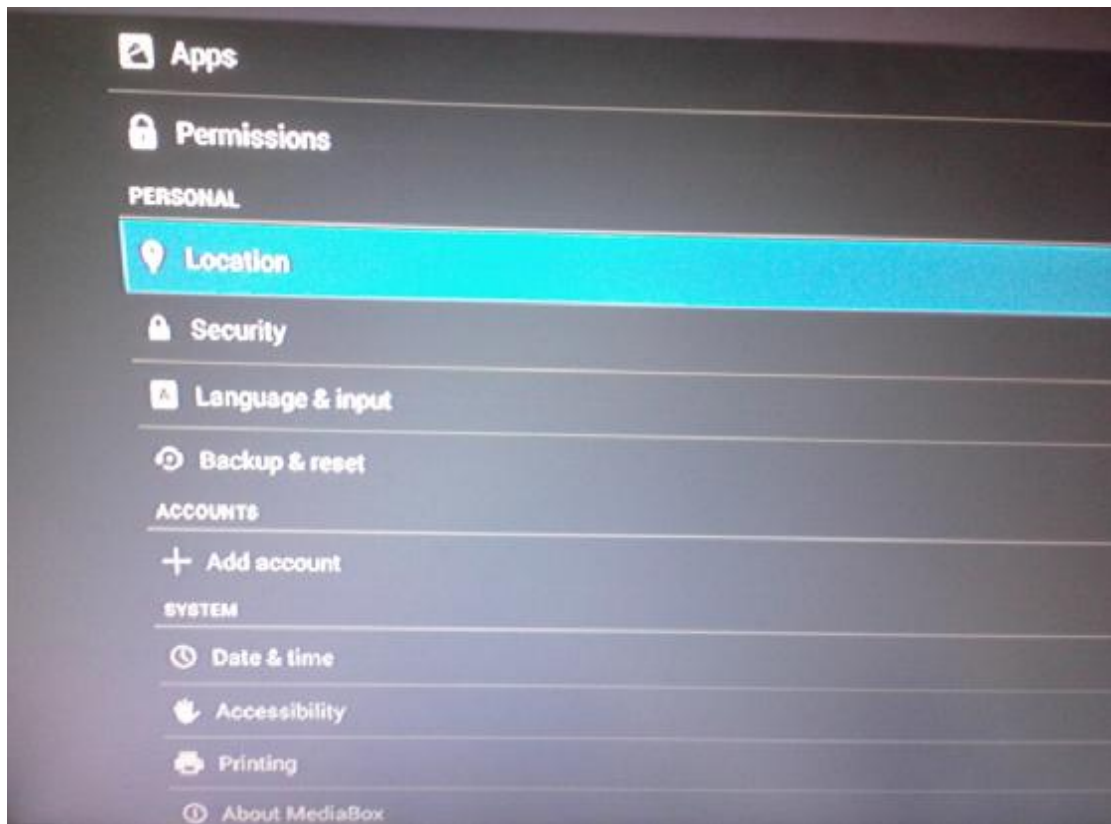 Apps
Permissions
PERSONAL
Location
Security
Language & input
Backup & reset
ACCOUNTS
Add account
SYSTEM
Date & time
Accessibility
Printing
About MediaBox